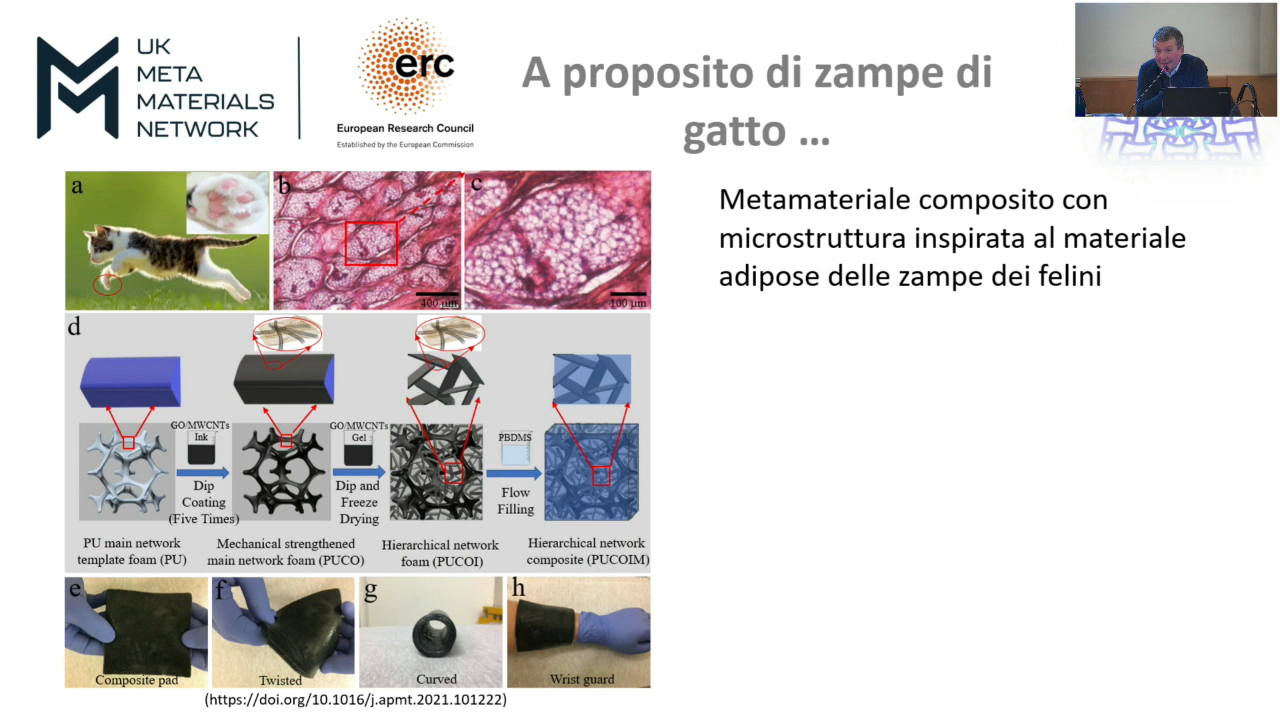 UK
META
MATERIALS
NETWORK
erc
European Research Council
Established by the European Commission
A proposito di zampe di
gatto ...
Metamateriale composito con
microstruttura inspirata al materiale
adipose delle zampe dei felini
a
b
c
400 μm
100 μm
d
GO/MWCNTs
Ink
GO/MWCNTs
Gel
PBDMS
Dip
Coating
(Five Times)
Dip and
Freeze
Drying
Flow
Filling
PU main network
template foam (PU)
Mechanical strengthened
main network foam (PUCO)
Hierarchical network
foam (PUCOI)
Hierarchical network
composite (PUCOIM)
e
f
g
h
Composite pad
Twisted
Curved
Wrist guard
(https://doi.org/10.1016/j.apmt.2021.101222)